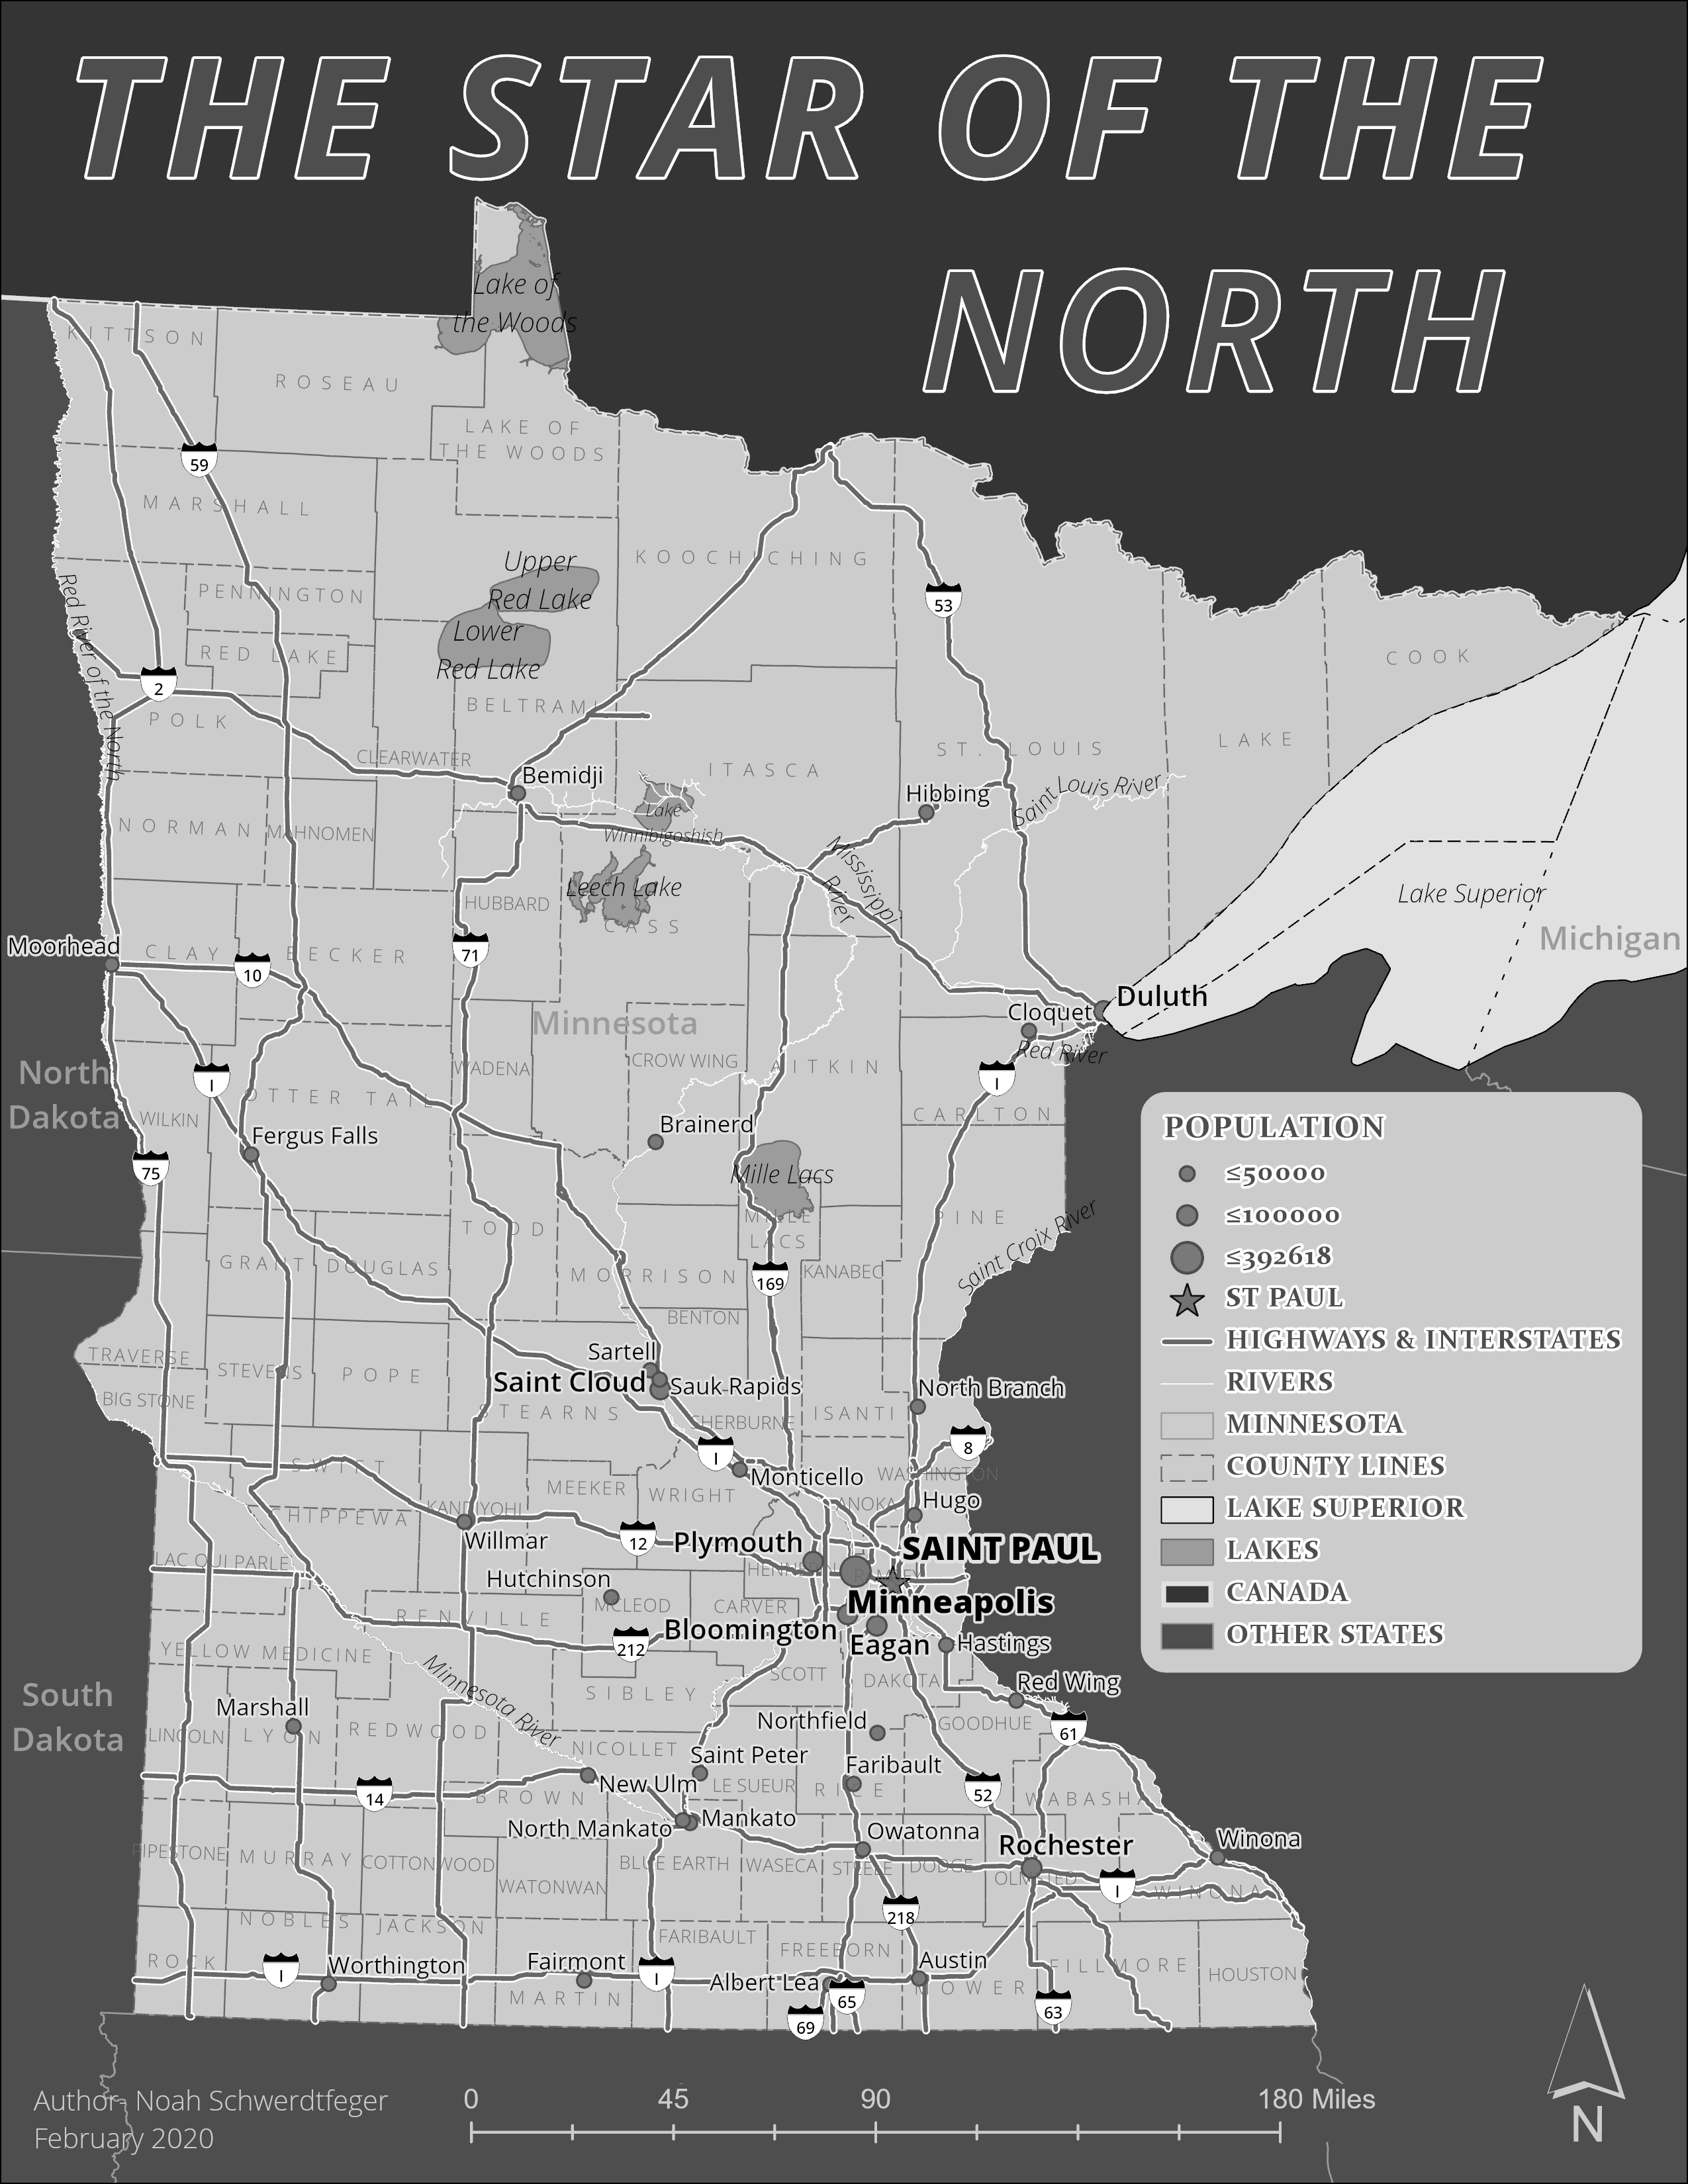 THE STAR OF THE
NORTH
Lake of
the Woods
KITTSON
ROSEAU
LAKE OF
THE WOODS
59
MARSHALL
KOOCHICHING
Upper
Red Lake
PENNINGTON
53
Red River of the North
Lower
Red Lake
RED LAKE
COOK
2
BELTRAMI
POLK
LAKE
ST. LOUIS
CLEARWATER
ITASCA
Bemidji
Hibbing
Saint Louis River
Lake
Winnibigoshish
NORMAN
MAHNOMEN
Mississippi
River
Leech Lake
Lake Superior
HUBBARD
CASS
Michigan
Moorhead
CLAY
BECKER
71
10
Duluth
Cloquet
Minnesota
Red River
CROW WING
AITKIN
WADENA
North
Dakota
I
I
OTTER TAIL
CARLTON
WILKIN
Brainerd
Fergus Falls
75
Mille Lacs
PINE
MILLE
LACS
Saint Croix River
TODD
GRANT
DOUGLAS
MORRISON
169
KANABEC
BENTON
TRAVERSE
Sartell
STEVENS
POPE
Saint Cloud
Sauk Rapids
North Branch
BIG STONE
STEARNS
SHERBURNE
ISANTI
I
8
SWIFT
Monticello
WASHINGTON
MEEKER
WRIGHT
ANOKA
Hugo
KANDIYOHI
HIPPEWA
Willmar
12
Plymouth
SAINT PAUL
LAC QUI PARLE
HENNEPIN
RAMSEY
Hutchinson
MCLEOD
CARVER
Minneapolis
RENVILLE
Bloomington
Eagan
Hastings
212
YELLOW MEDICINE
Minnesota River
SCOTT
DAKOTA
Red Wing
South
Dakota
SIBLEY
Marshall
Northfield
GOODHUE
61
LINCOLN
LYON
REDWOOD
NICOLLET
Saint Peter
Faribault
New Ulm
LE SUEUR
RICE
52
14
BROWN
WABASHA
North Mankato
Mankato
Owatonna
Rochester
Winona
PIPESTONE
MURRAY
COTTONWOOD
BLUE EARTH
WASECA
STEELE
DODGE
OLMSTED
I
WINONA
WATONWAN
218
NOBLES
JACKSON
FARIBAULT
FREEBORN
ROCK
I
Worthington
Fairmont
I
Albert Lea
Austin
FILLMORE
HOUSTON
MARTIN
65
MOWER
63
69
POPULATION
≤50000
≤100000
≤392618
ST PAUL
HIGHWAYS & INTERSTATES
RIVERS
MINNESOTA
COUNTY LINES
LAKE SUPERIOR
LAKES
CANADA
OTHER STATES
Author- Noah Schwerdtfeger
February 2020
0 45 90 180 Miles
N